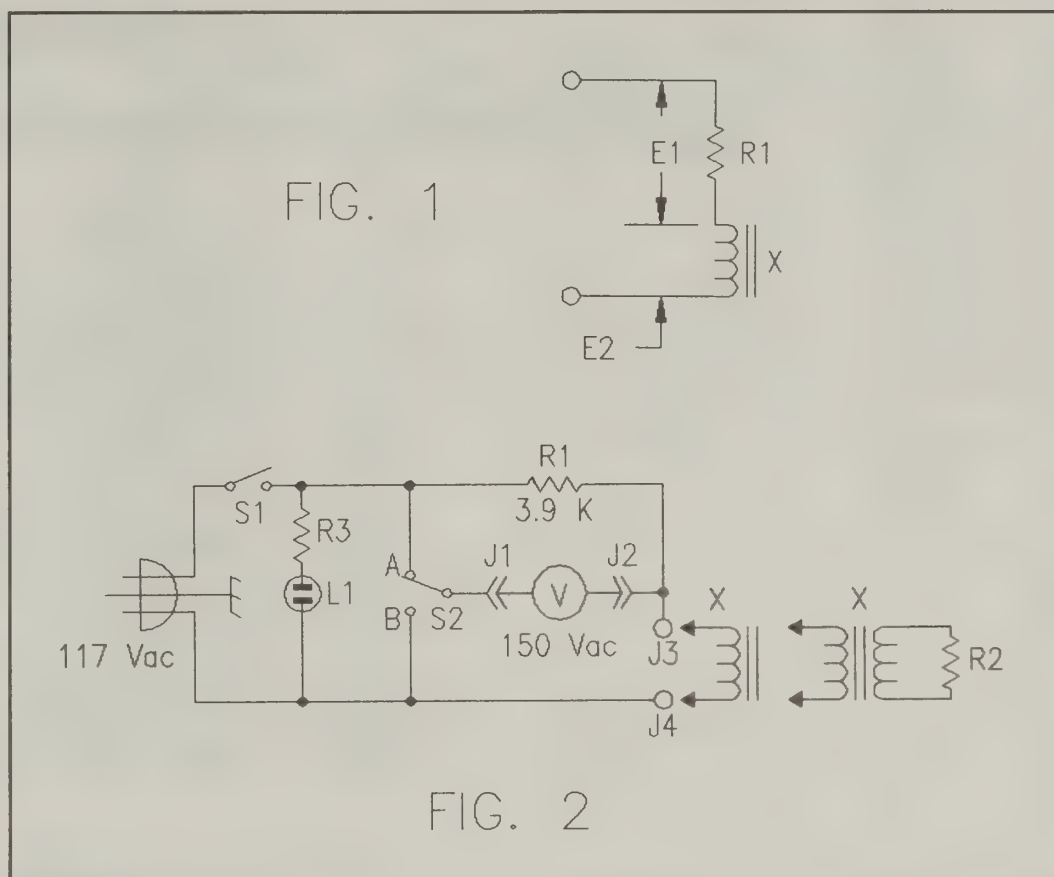 E1
R1
FIG. 1
X
E2
R1
3.9 K
S1
R3
J1
J2
A
L1
V
B
S2
X
X
117 Vac
150 Vac
J3
R2
J4
FIG. 2